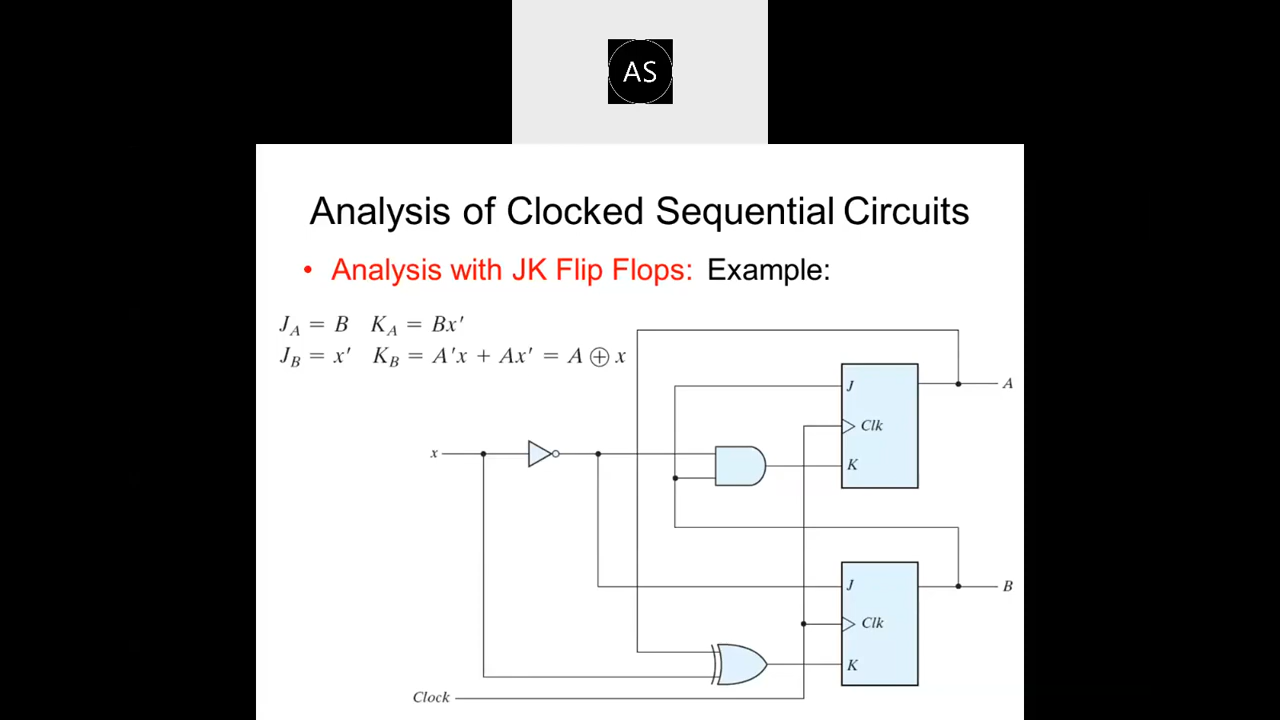 AS
Analysis of Clocked Sequential Circuits
• Analysis with JK Flip Flops: Example:
J_A = B K_A = Bx′
J_B = x′ K_B = A′x + Ax′ = A ⊕ x
J
A
Clk
x
K
J
B
Clk
K
Clock